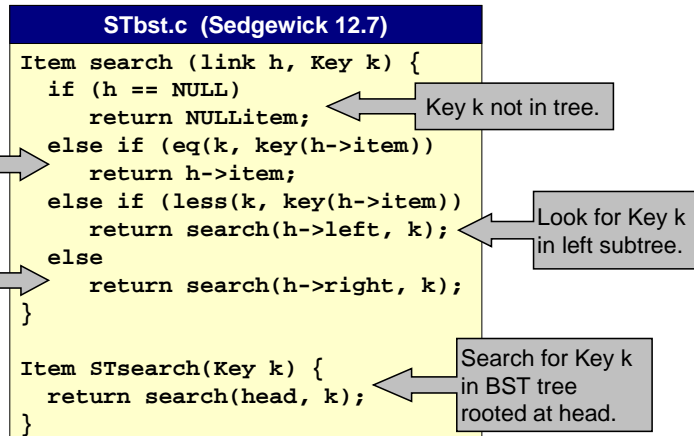 STbst.c (Sedgewick 12.7)
Item search (link h, Key k) {
if (h == NULL)
return NULLitem;
Key k not in tree.
else if (eq(k, key(h->item))
return h->item;
else if (less(k, key(h->item))
return search(h->left, k);
Look for Key k
in left subtree.
else
return search(h->right, k);
}
Item STsearch(Key k) {
return search(head, k);
}
Search for Key k
in BST tree
rooted at head.